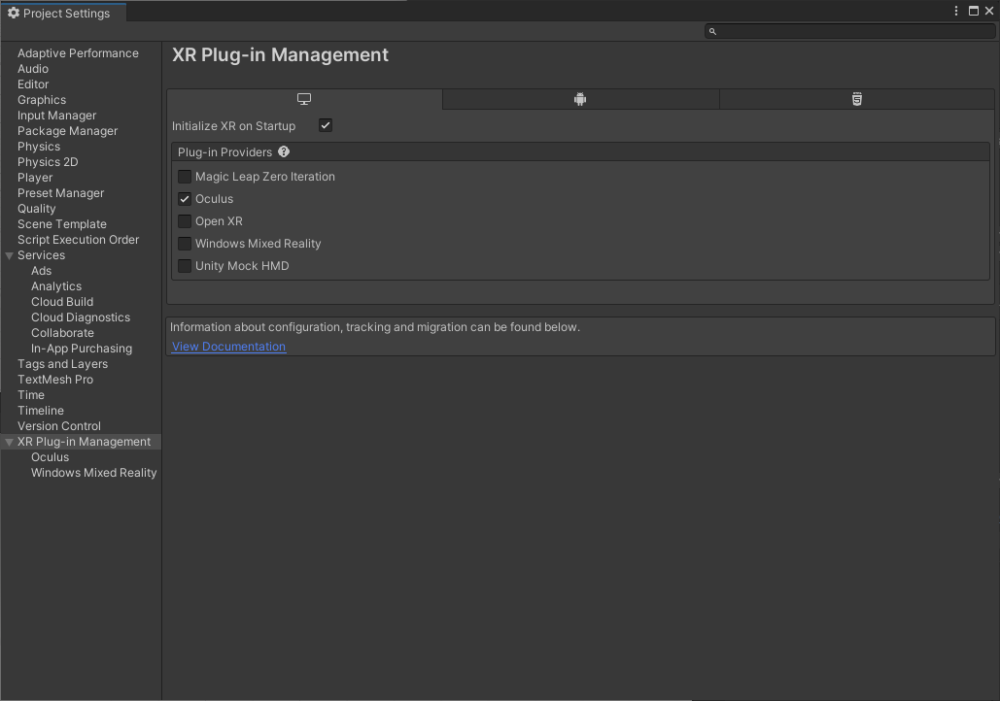 Project Settings
XR Plug-in Management
Adaptive Performance
Audio
Editor
Graphics
Input Manager
Package Manager
Physics
Physics 2D
Player
Preset Manager
Quality
Scene Template
Script Execution Order
Services
Ads
Analytics
Cloud Build
Cloud Diagnostics
Collaborate
In-App Purchasing
Tags and Layers
TextMesh Pro
Time
Timeline
Version Control
XR Plug-in Management
Oculus
Windows Mixed Reality
Initialize XR on Startup
Plug-in Providers
Magic Leap Zero Iteration
Oculus
Open XR
Windows Mixed Reality
Unity Mock HMD
Information about configuration, tracking and migration can be found below.
View Documentation